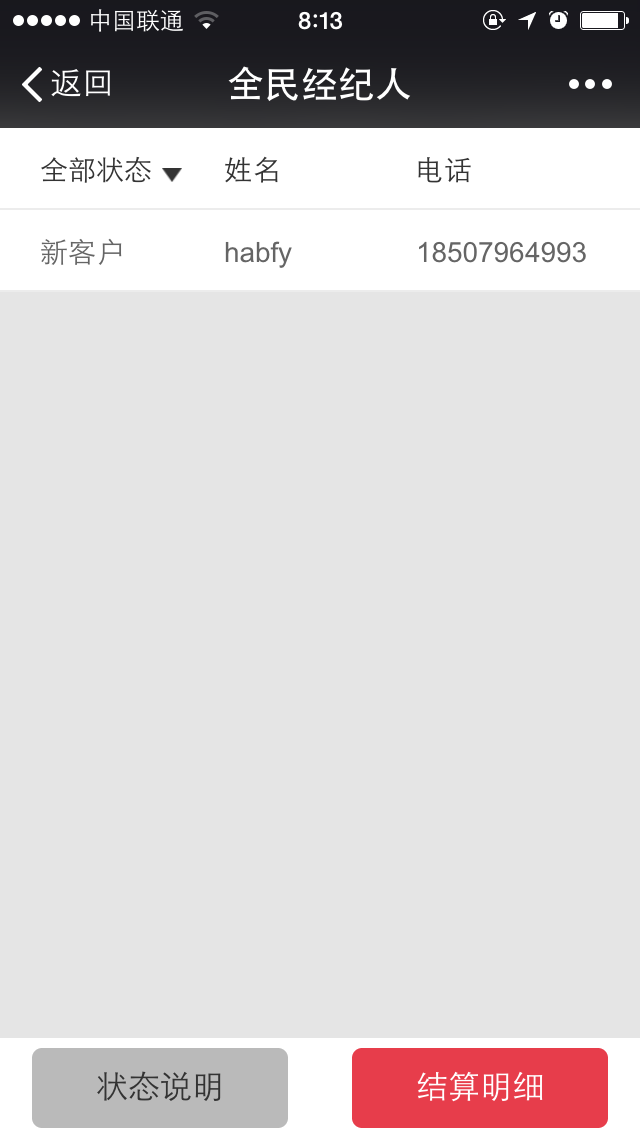 中国联通 8:13
返回 全民经纪人
全部状态 姓名 电话
新客户 habfy 18507964993
状态说明 结算明细